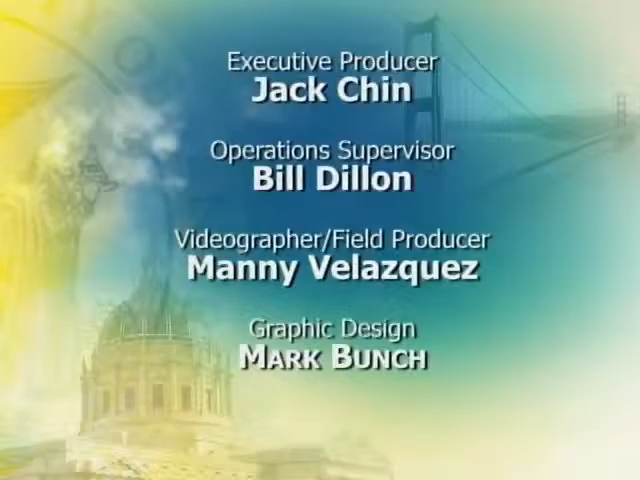 Executive Producer
Jack Chin
Operations Supervisor
Bill Dillon
Videographer/Field Producer
Manny Velazquez
Graphic Design
Mark Bunch